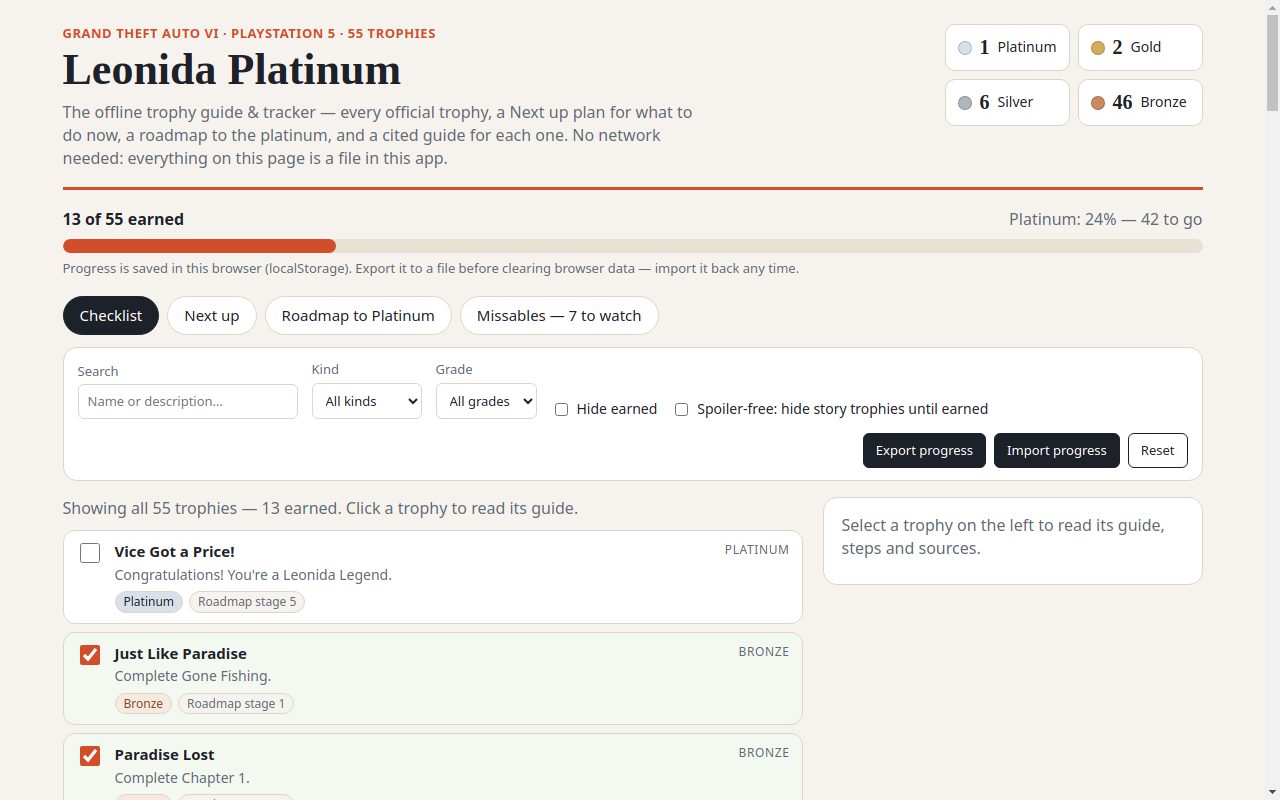 GRAND THEFT AUTO VI · PLAYSTATION 5 · 55 TROPHIES
Leonida Platinum
The offline trophy guide & tracker — every official trophy, a Next up plan for what to
do now, a roadmap to the platinum, and a cited guide for each one. No network
needed: everything on this page is a file in this app.
1 Platinum
2 Gold
6 Silver
46 Bronze
13 of 55 earned
Platinum: 24% — 42 to go
Progress is saved in this browser (localStorage). Export it to a file before clearing browser data — import it back any time.
Checklist
Next up
Roadmap to Platinum
Missables — 7 to watch
Search
Kind
Grade
Name or description...
All kinds
All grades
Hide earned
Spoiler-free: hide story trophies until earned
Export progress
Import progress
Reset
Showing all 55 trophies — 13 earned. Click a trophy to read its guide.
Select a trophy on the left to read its guide,
steps and sources.
Vice Got a Price!
PLATINUM
Congratulations! You're a Leonida Legend.
Platinum
Roadmap stage 5
Just Like Paradise
BRONZE
Complete Gone Fishing.
Bronze
Roadmap stage 1
Paradise Lost
BRONZE
Complete Chapter 1.